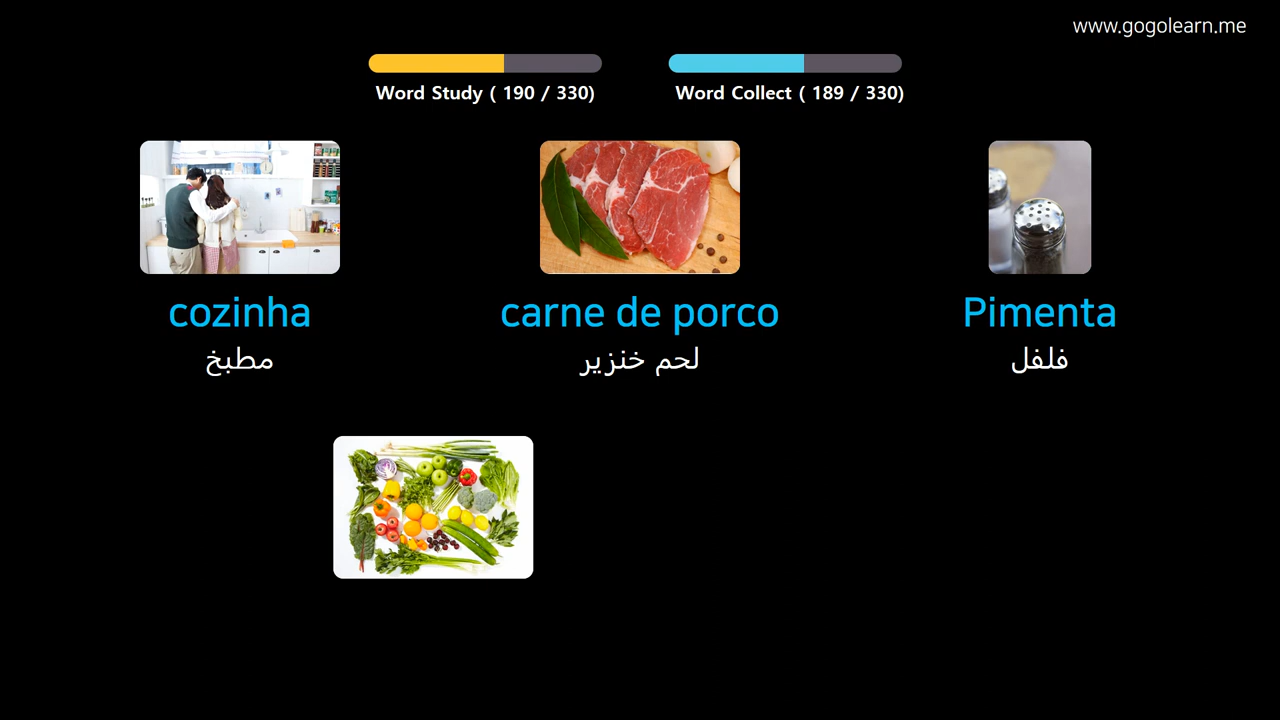 www.gogolearn.me
Word Study ( 190 / 330)
Word Collect ( 189 / 330)
cozinha
مطبخ
carne de porco
لحم خنزير
Pimenta
فلفل